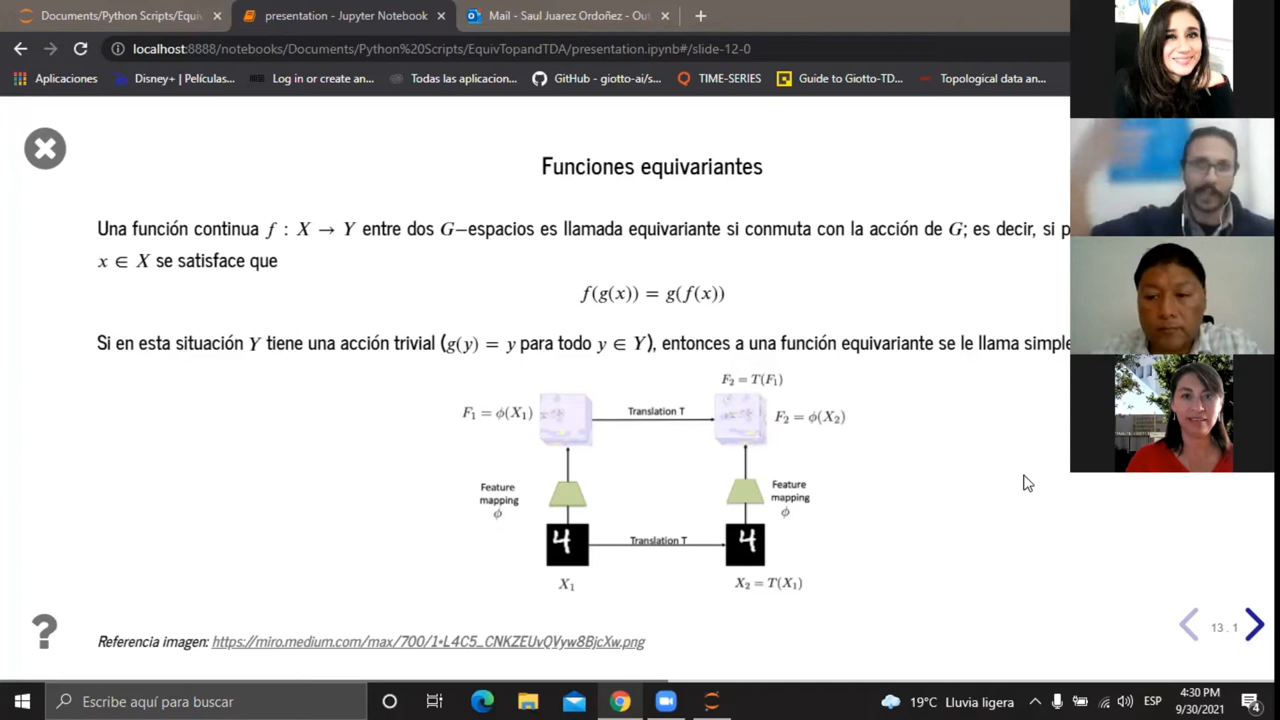 Documents/Python Scripts/Equiv
presentation - Jupyter Notebook
Mail - Saul Juarez Ordoñez - Out
localhost:8888/notebooks/Documents/Python%20Scripts/EquivTopandTDA/presentation.ipynb#/slide-12-0
Aplicaciones
Disney+ | Películas...
Log in or create an...
Todas las aplicacion...
GitHub - giotto-ai/s...
TIME-SERIES
Guide to Giotto-TD...
Topological data an...
Funciones equivariantes
Una función continua f : X → Y entre dos G−espacios es llamada equivariante si conmuta con la acción de G; es decir, si p
x ∈ X se satisface que
f(g(x)) = g(f(x))
Si en esta situación Y tiene una acción trivial (g(y) = y para todo y ∈ Y), entonces a una función equivariante se le llama simple
F₂ = T(F₁)
F₁ = ϕ(X₁)
Translation T
F₂ = ϕ(X₂)
Feature mapping ϕ
Feature mapping ϕ
4
Translation T
4
X₁
X₂ = T(X₁)
13 . 1
Referencia imagen: https://miro.medium.com/max/700/1*L4C5_CNKZEUvQVyw8BjcXw.png
Escribe aquí para buscar
19°C Lluvia ligera
ESP
4:30 PM
9/30/2021
4